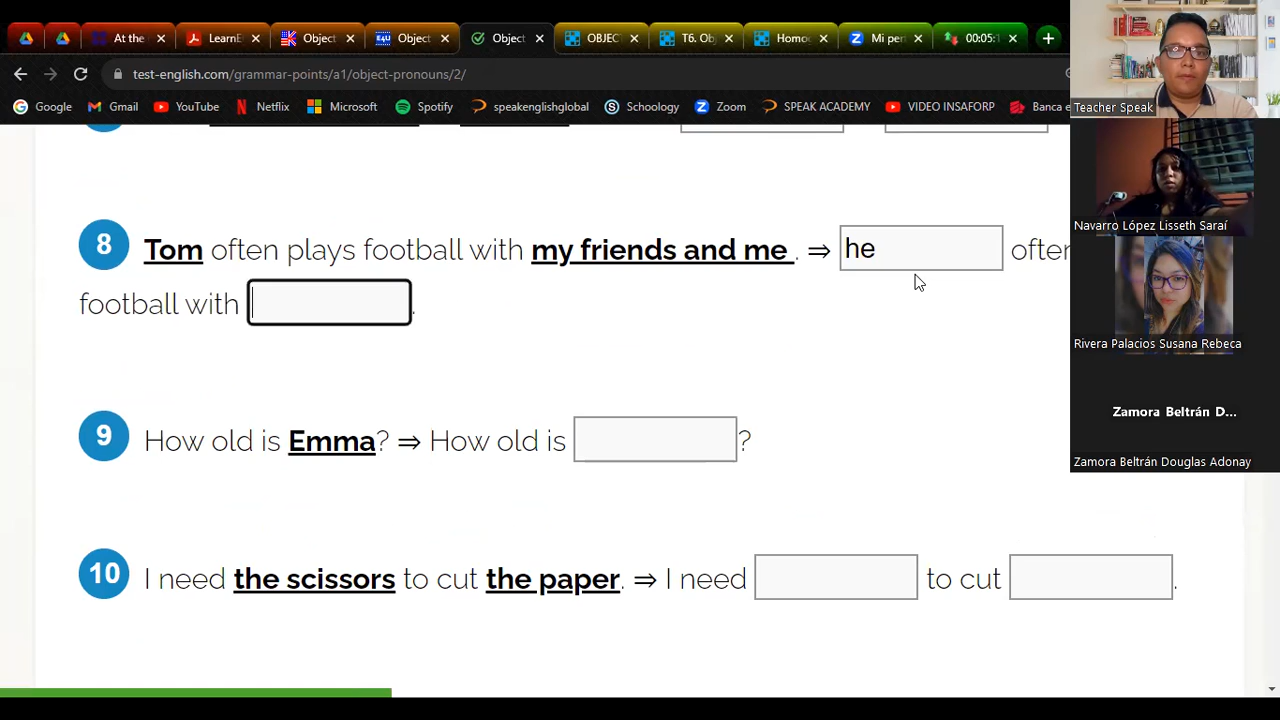 At the
LearnE
Object
Object
Object
OBJEC
T6. Obj
Homo
Mi per
00:05:1
test-english.com/grammar-points/a1/object-pronouns/2/
Google
Gmail
YouTube
Netflix
Microsoft
Spotify
speakenglishglobal
Schoology
Zoom
SPEAK ACADEMY
VIDEO INSAFORP
Banca e
Teacher Speak
Navarro López Lisseth Saraí
Rivera Palacios Susana Rebeca
Zamora Beltrán D...
Zamora Beltrán Douglas Adonay
8 Tom often plays football with my friends and me . ⇒ he often
football with .
9 How old is Emma? ⇒ How old is ?
10 I need the scissors to cut the paper. ⇒ I need to cut .